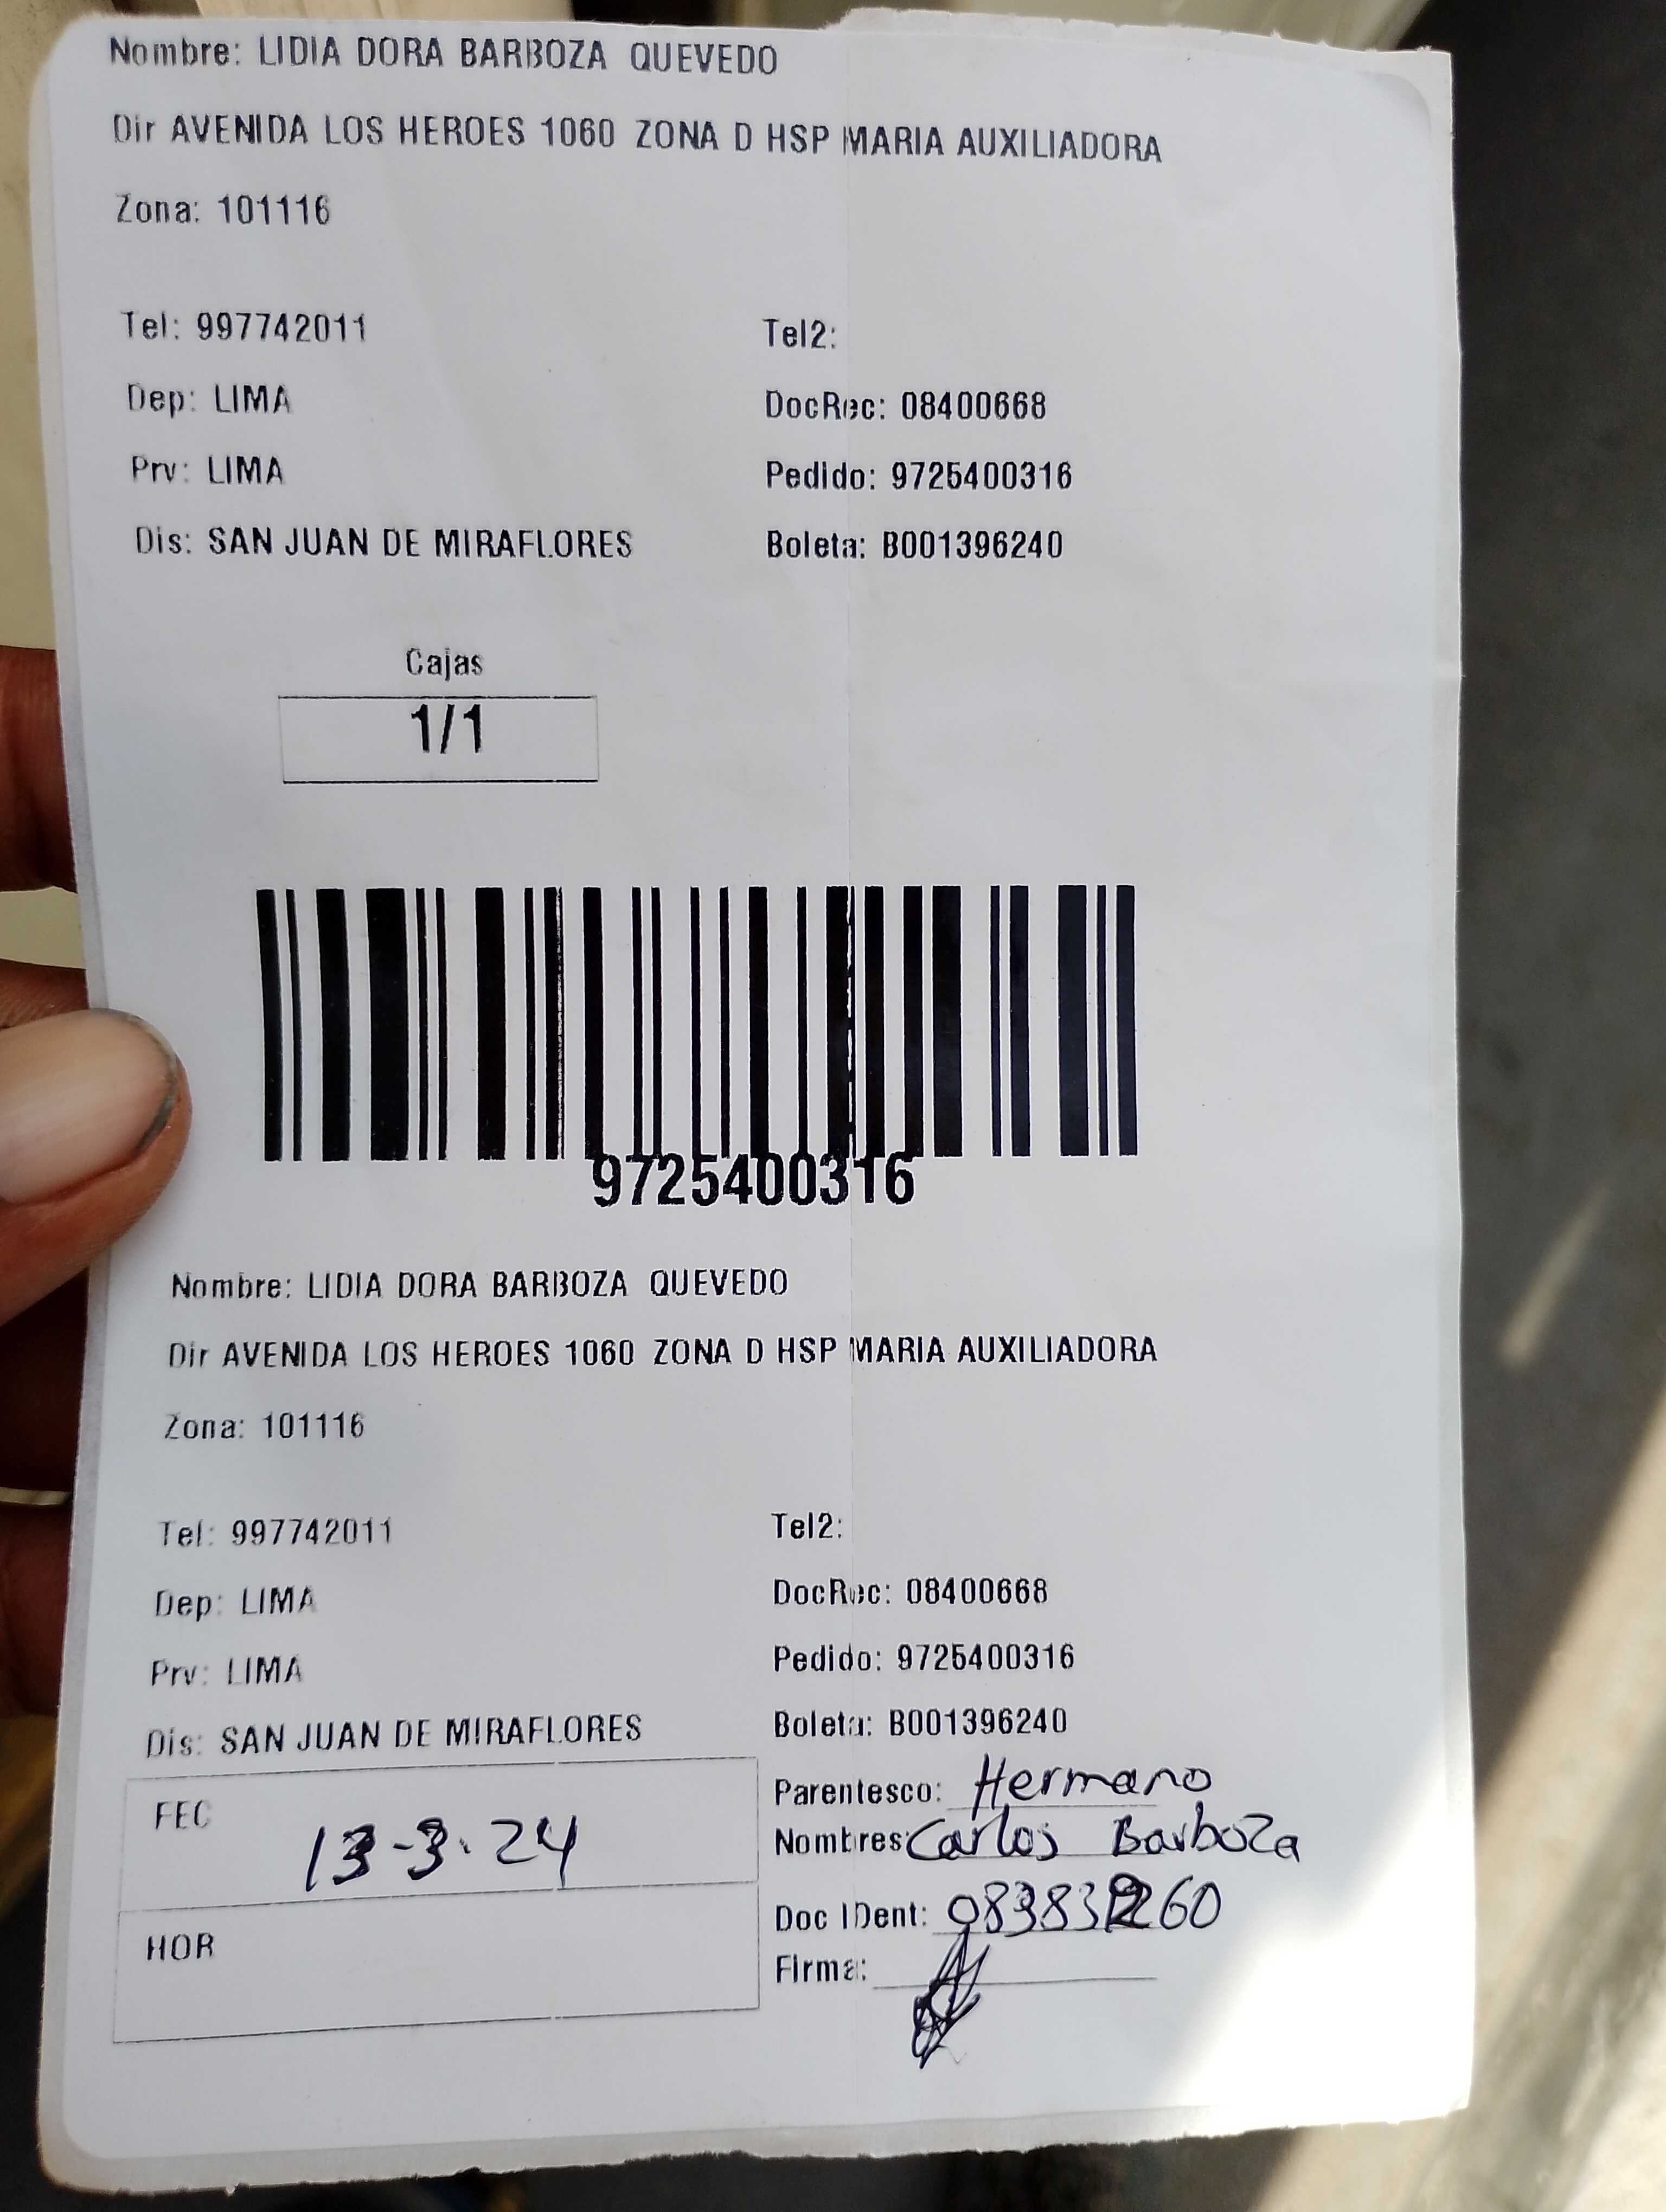 Nombre: LIDIA DORA BARBOZA QUEVEDO
Dir AVENIDA LOS HEROES 1060 ZONA D HSP MARIA AUXILIADORA
Zona: 101116
Tel: 997742011 Tel2:
Dep: LIMA DocRec: 08400668
Prv: LIMA Pedido: 9725400316
Dis: SAN JUAN DE MIRAFLORES Boleta: B001396240
Cajas
1/1
9725400316
Nombre: LIDIA DORA BARBOZA QUEVEDO
Dir AVENIDA LOS HEROES 1060 ZONA D HSP MARIA AUXILIADORA
Zona: 101116
Tel: 997742011 Tel2:
Dep: LIMA DocRec: 08400668
Prv: LIMA Pedido: 9725400316
Dis: SAN JUAN DE MIRAFLORES Boleta: B001396240
Parentesco: Hermano
FEC 13-3-24
Nombres: Carlos Barboza
Doc IDent:
HOR
Firma: